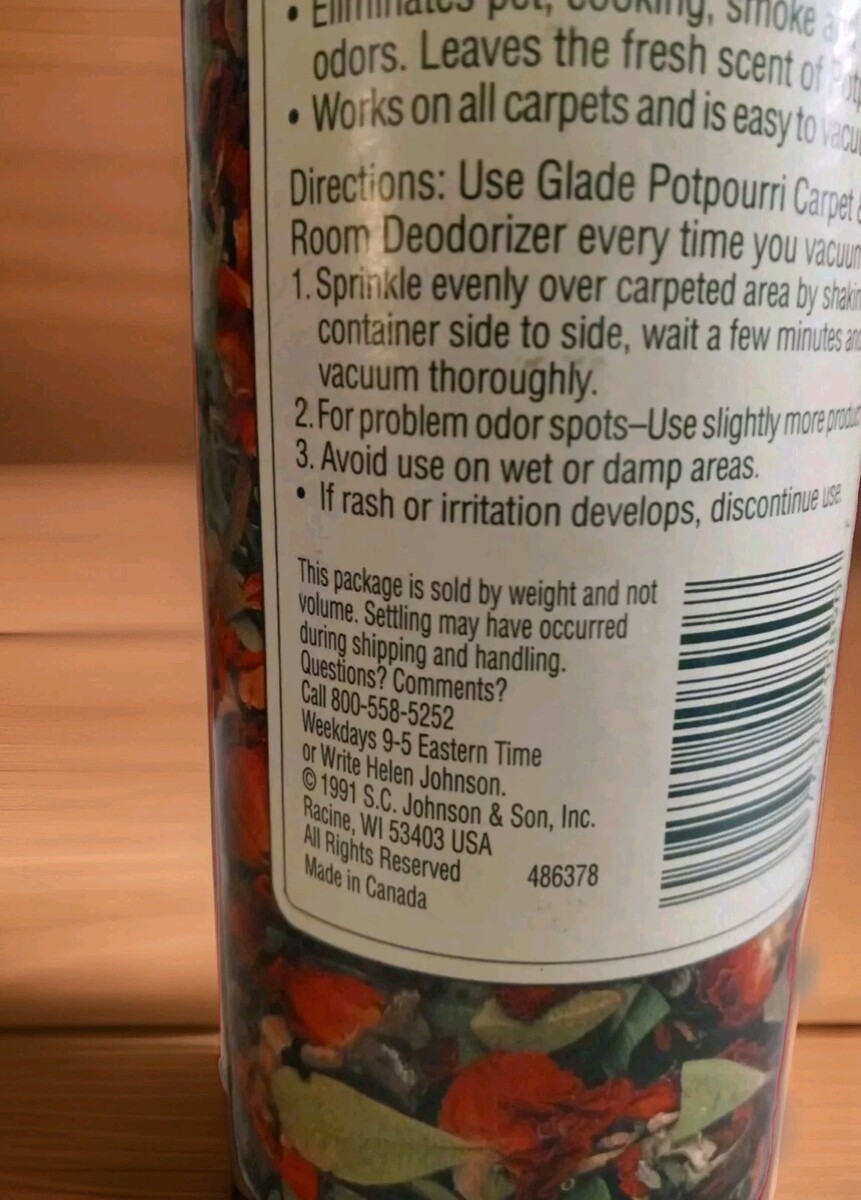 • Eliminates pet, cooking, smoke
odors. Leaves the fresh scent of
• Works on all carpets and is easy to
Directions: Use Glade Potpourri Carpet
Room Deodorizer every time you vacuum
1. Sprinkle evenly over carpeted area by
container side to side, wait a few minutes and
vacuum thoroughly.
2. For problem odor spots–Use slightly more
3. Avoid use on wet or damp areas.
• If rash or irritation develops, discontinue use.
This package is sold by weight and not
volume. Settling may have occurred
during shipping and handling.
Questions? Comments?
Call 800-558-5252
Weekdays 9-5 Eastern Time
or Write Helen Johnson.
© 1991 S.C. Johnson & Son, Inc.
Racine, WI 53403 USA
All Rights Reserved
Made in Canada
486378